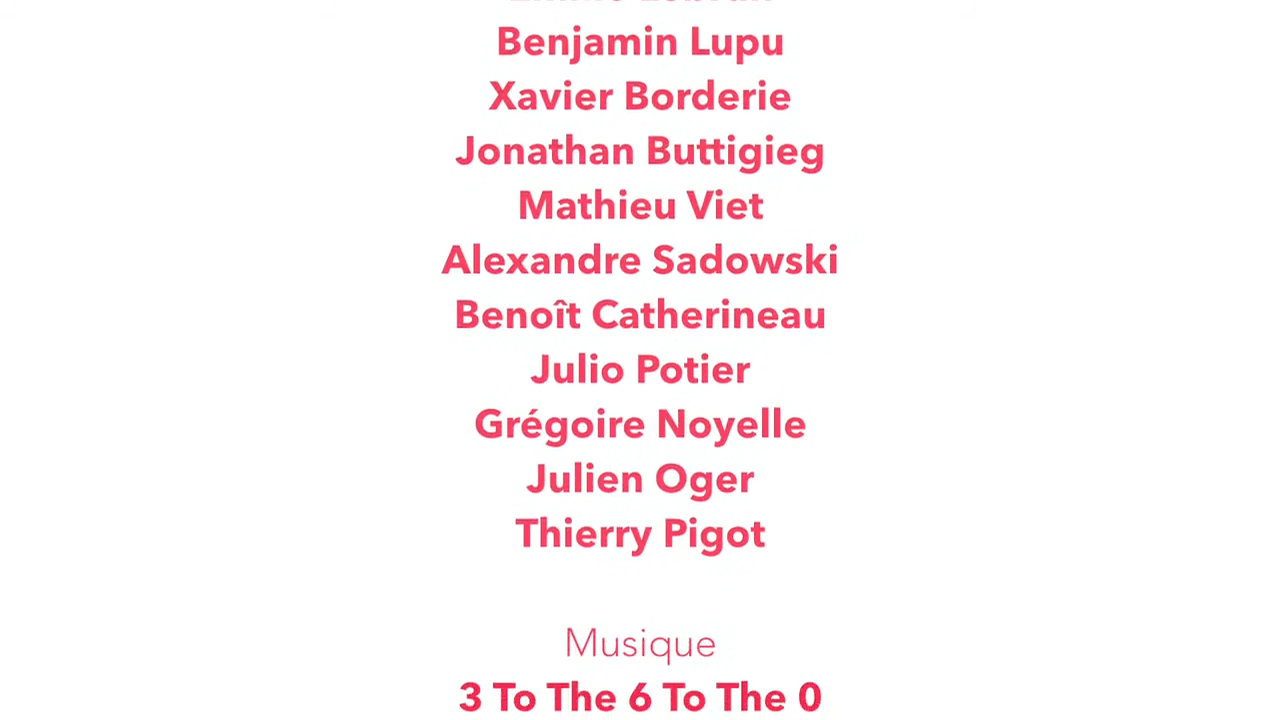 Benjamin Lupu
Xavier Borderie
Jonathan Buttigieg
Mathieu Viet
Alexandre Sadowski
Benoît Catherineau
Julio Potier
Grégoire Noyelle
Julien Oger
Thierry Pigot
Musique
3 To The 6 To The 0